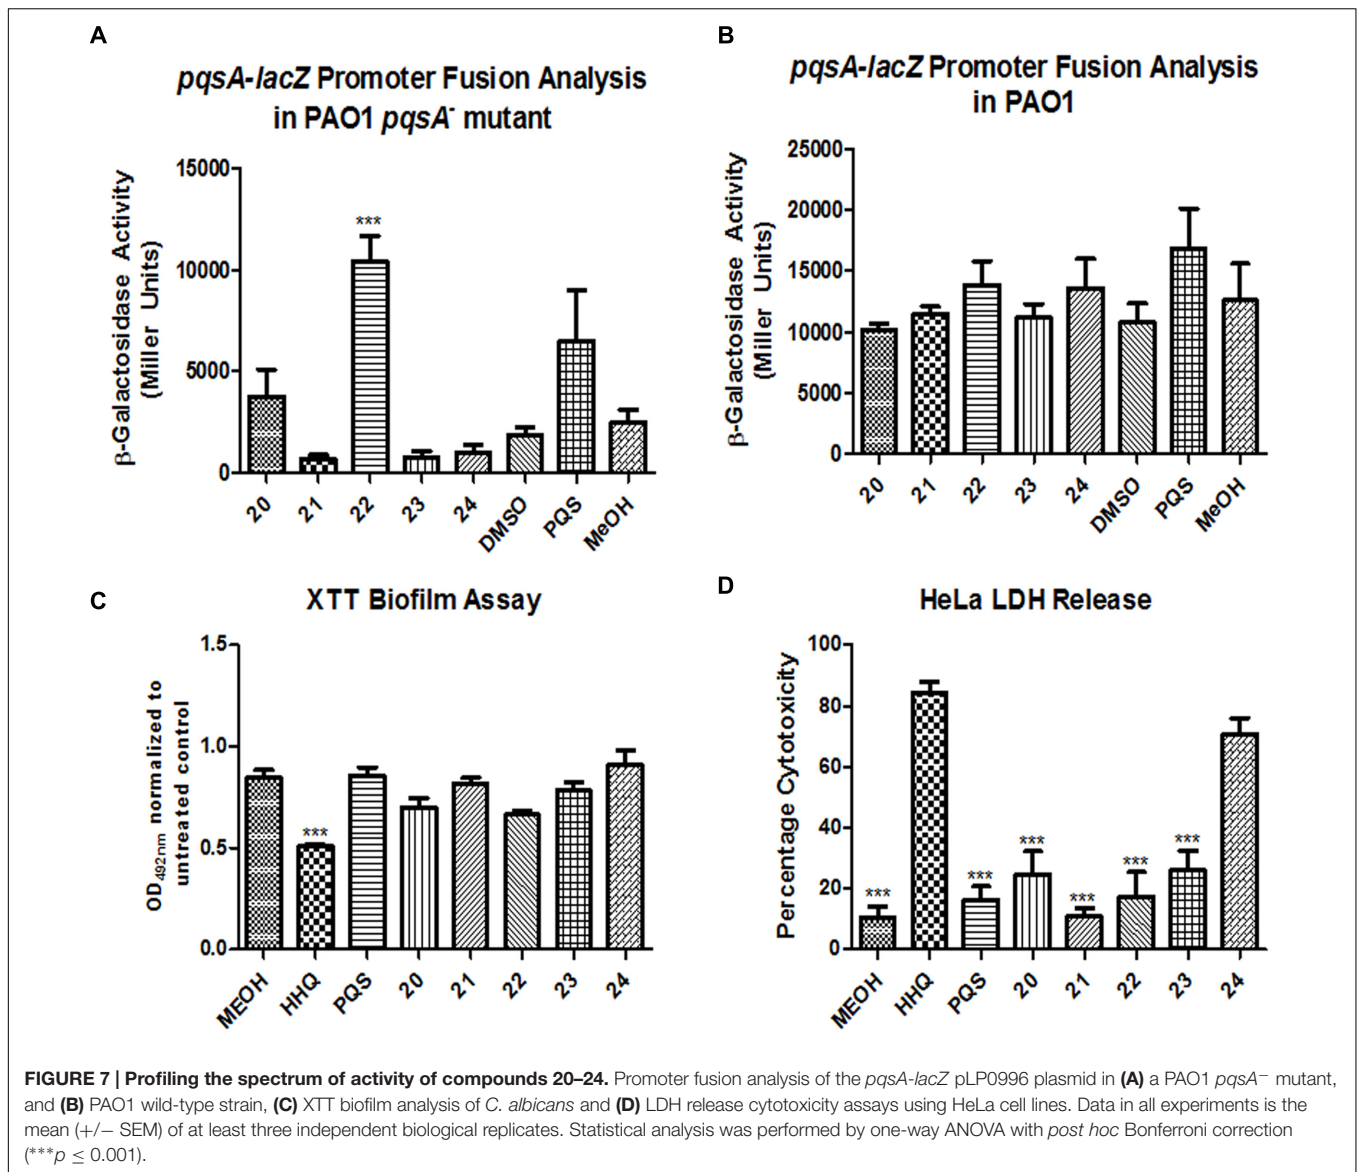 A
pqsA-lacZ Promoter Fusion Analysis
in PAO1 pqsA- mutant
β-Galactosidase Activity
(Miller Units)
15000
10000
5000
0
***
20
21
22
23
24
DMSO
PQS
MeOH
B
pqsA-lacZ Promoter Fusion Analysis
in PAO1
β-Galactosidase Activity
(Miller Units)
25000
20000
15000
10000
5000
0
20
21
22
23
24
DMSO
PQS
MeOH
C
XTT Biofilm Assay
OD492nm normalized to
untreated control
1.5
1.0
0.5
0.0
***
MEOH
HHQ
PQS
20
21
22
23
24
D
HeLa LDH Release
Percentage Cytotoxicity
100
80
60
40
20
0
***
***
***
***
***
***
MEOH
HHQ
PQS
20
21
22
23
24
FIGURE 7 | Profiling the spectrum of activity of compounds 20–24. Promoter fusion analysis of the pqsA-lacZ pLP0996 plasmid in (A) a PAO1 pqsA− mutant,
and (B) PAO1 wild-type strain, (C) XTT biofilm analysis of C. albicans and (D) LDH release cytotoxicity assays using HeLa cell lines. Data in all experiments is the
mean (+/− SEM) of at least three independent biological replicates. Statistical analysis was performed by one-way ANOVA with post hoc Bonferroni correction
(***p ≤ 0.001).